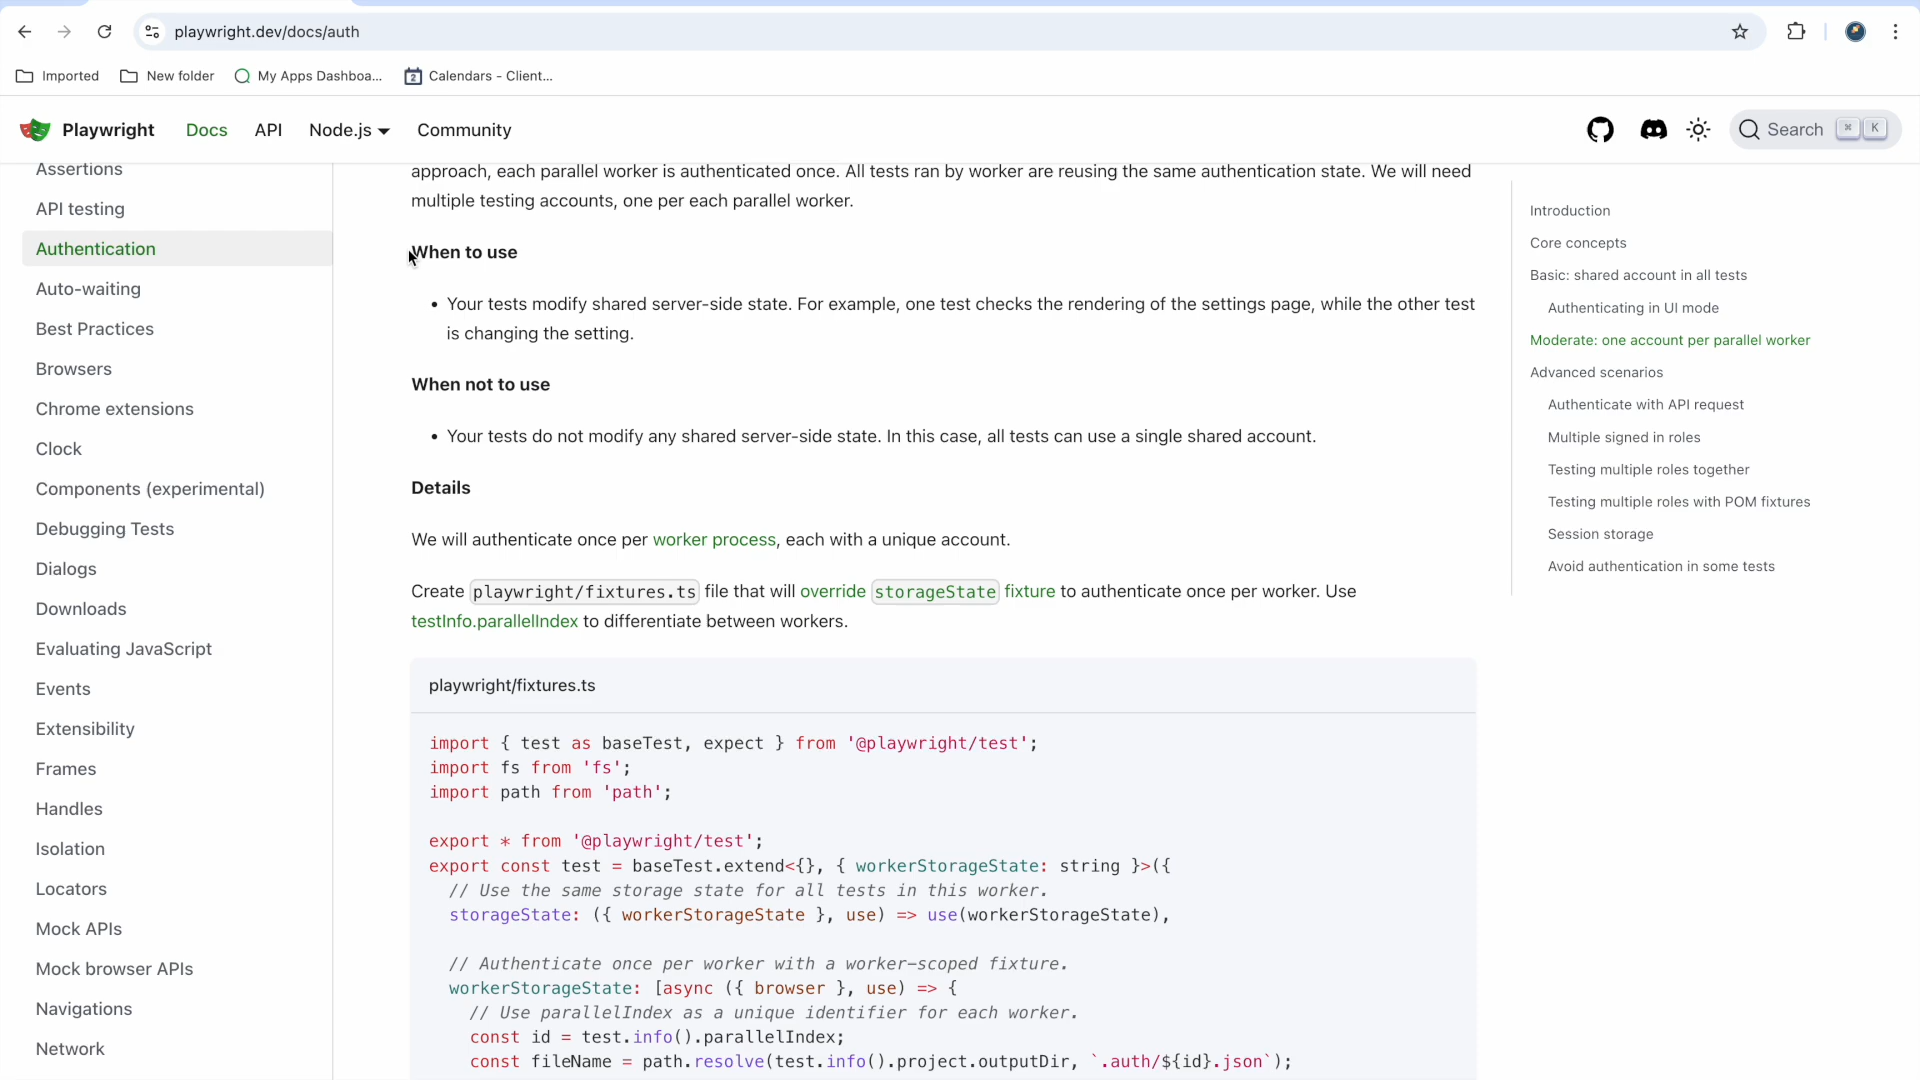 playwright.dev/docs/auth
Imported
New folder
My Apps Dashboa...
2
Calendars - Client...
Playwright
Docs
API
Node.js
Community
Search
⌘ K
Assertions
API testing
Authentication
Auto-waiting
Best Practices
Browsers
Chrome extensions
Clock
Components (experimental)
Debugging Tests
Dialogs
Downloads
Evaluating JavaScript
Events
Extensibility
Frames
Handles
Isolation
Locators
Mock APIs
Mock browser APIs
Navigations
Network
approach, each parallel worker is authenticated once. All tests ran by worker are reusing the same authentication state. We will need
multiple testing accounts, one per each parallel worker.
When to use
• Your tests modify shared server-side state. For example, one test checks the rendering of the settings page, while the other test
is changing the setting.
When not to use
• Your tests do not modify any shared server-side state. In this case, all tests can use a single shared account.
Details
We will authenticate once per worker process, each with a unique account.
Create playwright/fixtures.ts file that will override storageState fixture to authenticate once per worker. Use
testInfo.parallelIndex to differentiate between workers.
playwright/fixtures.ts
import { test as baseTest, expect } from '@playwright/test';
import fs from 'fs';
import path from 'path';
export * from '@playwright/test';
export const test = baseTest.extend<{}, { workerStorageState: string }>({
// Use the same storage state for all tests in this worker.
storageState: ({ workerStorageState }, use) => use(workerStorageState),
// Authenticate once per worker with a worker-scoped fixture.
workerStorageState: [async ({ browser }, use) => {
// Use parallelIndex as a unique identifier for each worker.
const id = test.info().parallelIndex;
const fileName = path.resolve(test.info().project.outputDir, `.auth/${id}.json`);
Introduction
Core concepts
Basic: shared account in all tests
Authenticating in UI mode
Moderate: one account per parallel worker
Advanced scenarios
Authenticate with API request
Multiple signed in roles
Testing multiple roles together
Testing multiple roles with POM fixtures
Session storage
Avoid authentication in some tests